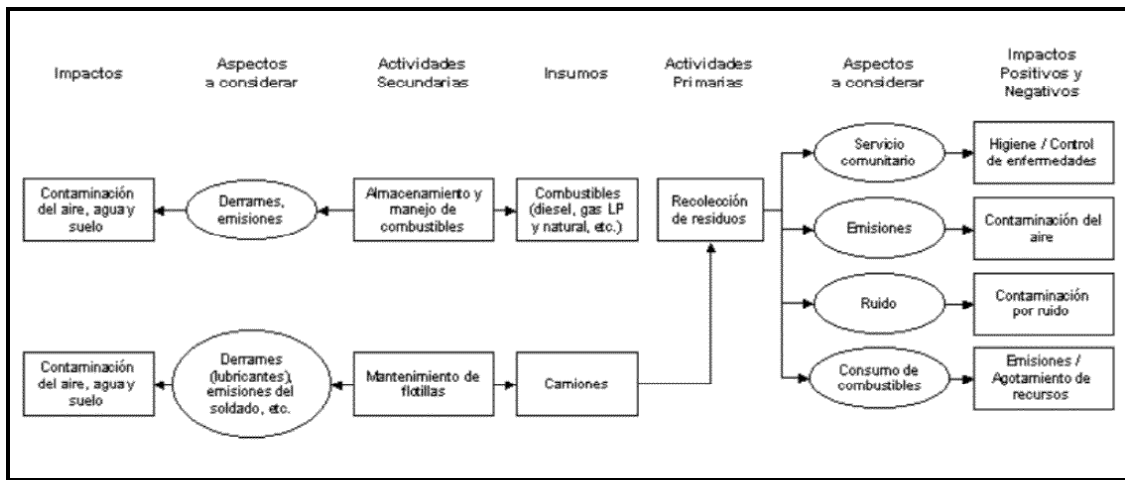 Impactos
Aspectos
a considerar
Actividades
Secundarias
Insumos
Actividades
Primarias
Aspectos
a considerar
Impactos
Positivos y
Negativos
Contaminación
del aire, agua y
suelo
Derrames,
emisiones
Almacenamiento y
manejo de
combustibles
Combustibles
(diesel, gas LP
y natural, etc.)
Recolección
de residuos
Servicio
comunitario
Higiene / Control
de enfermedades
Emisiones
Contaminación del
aire
Ruido
Contaminación
por ruido
Contaminación
del aire, agua y
suelo
Derrames
(lubricantes),
emisiones del
soldado, etc.
Mantenimiento de
flotillas
Camiones
Consumo de
combustibles
Emisiones /
Agotamiento de
recursos